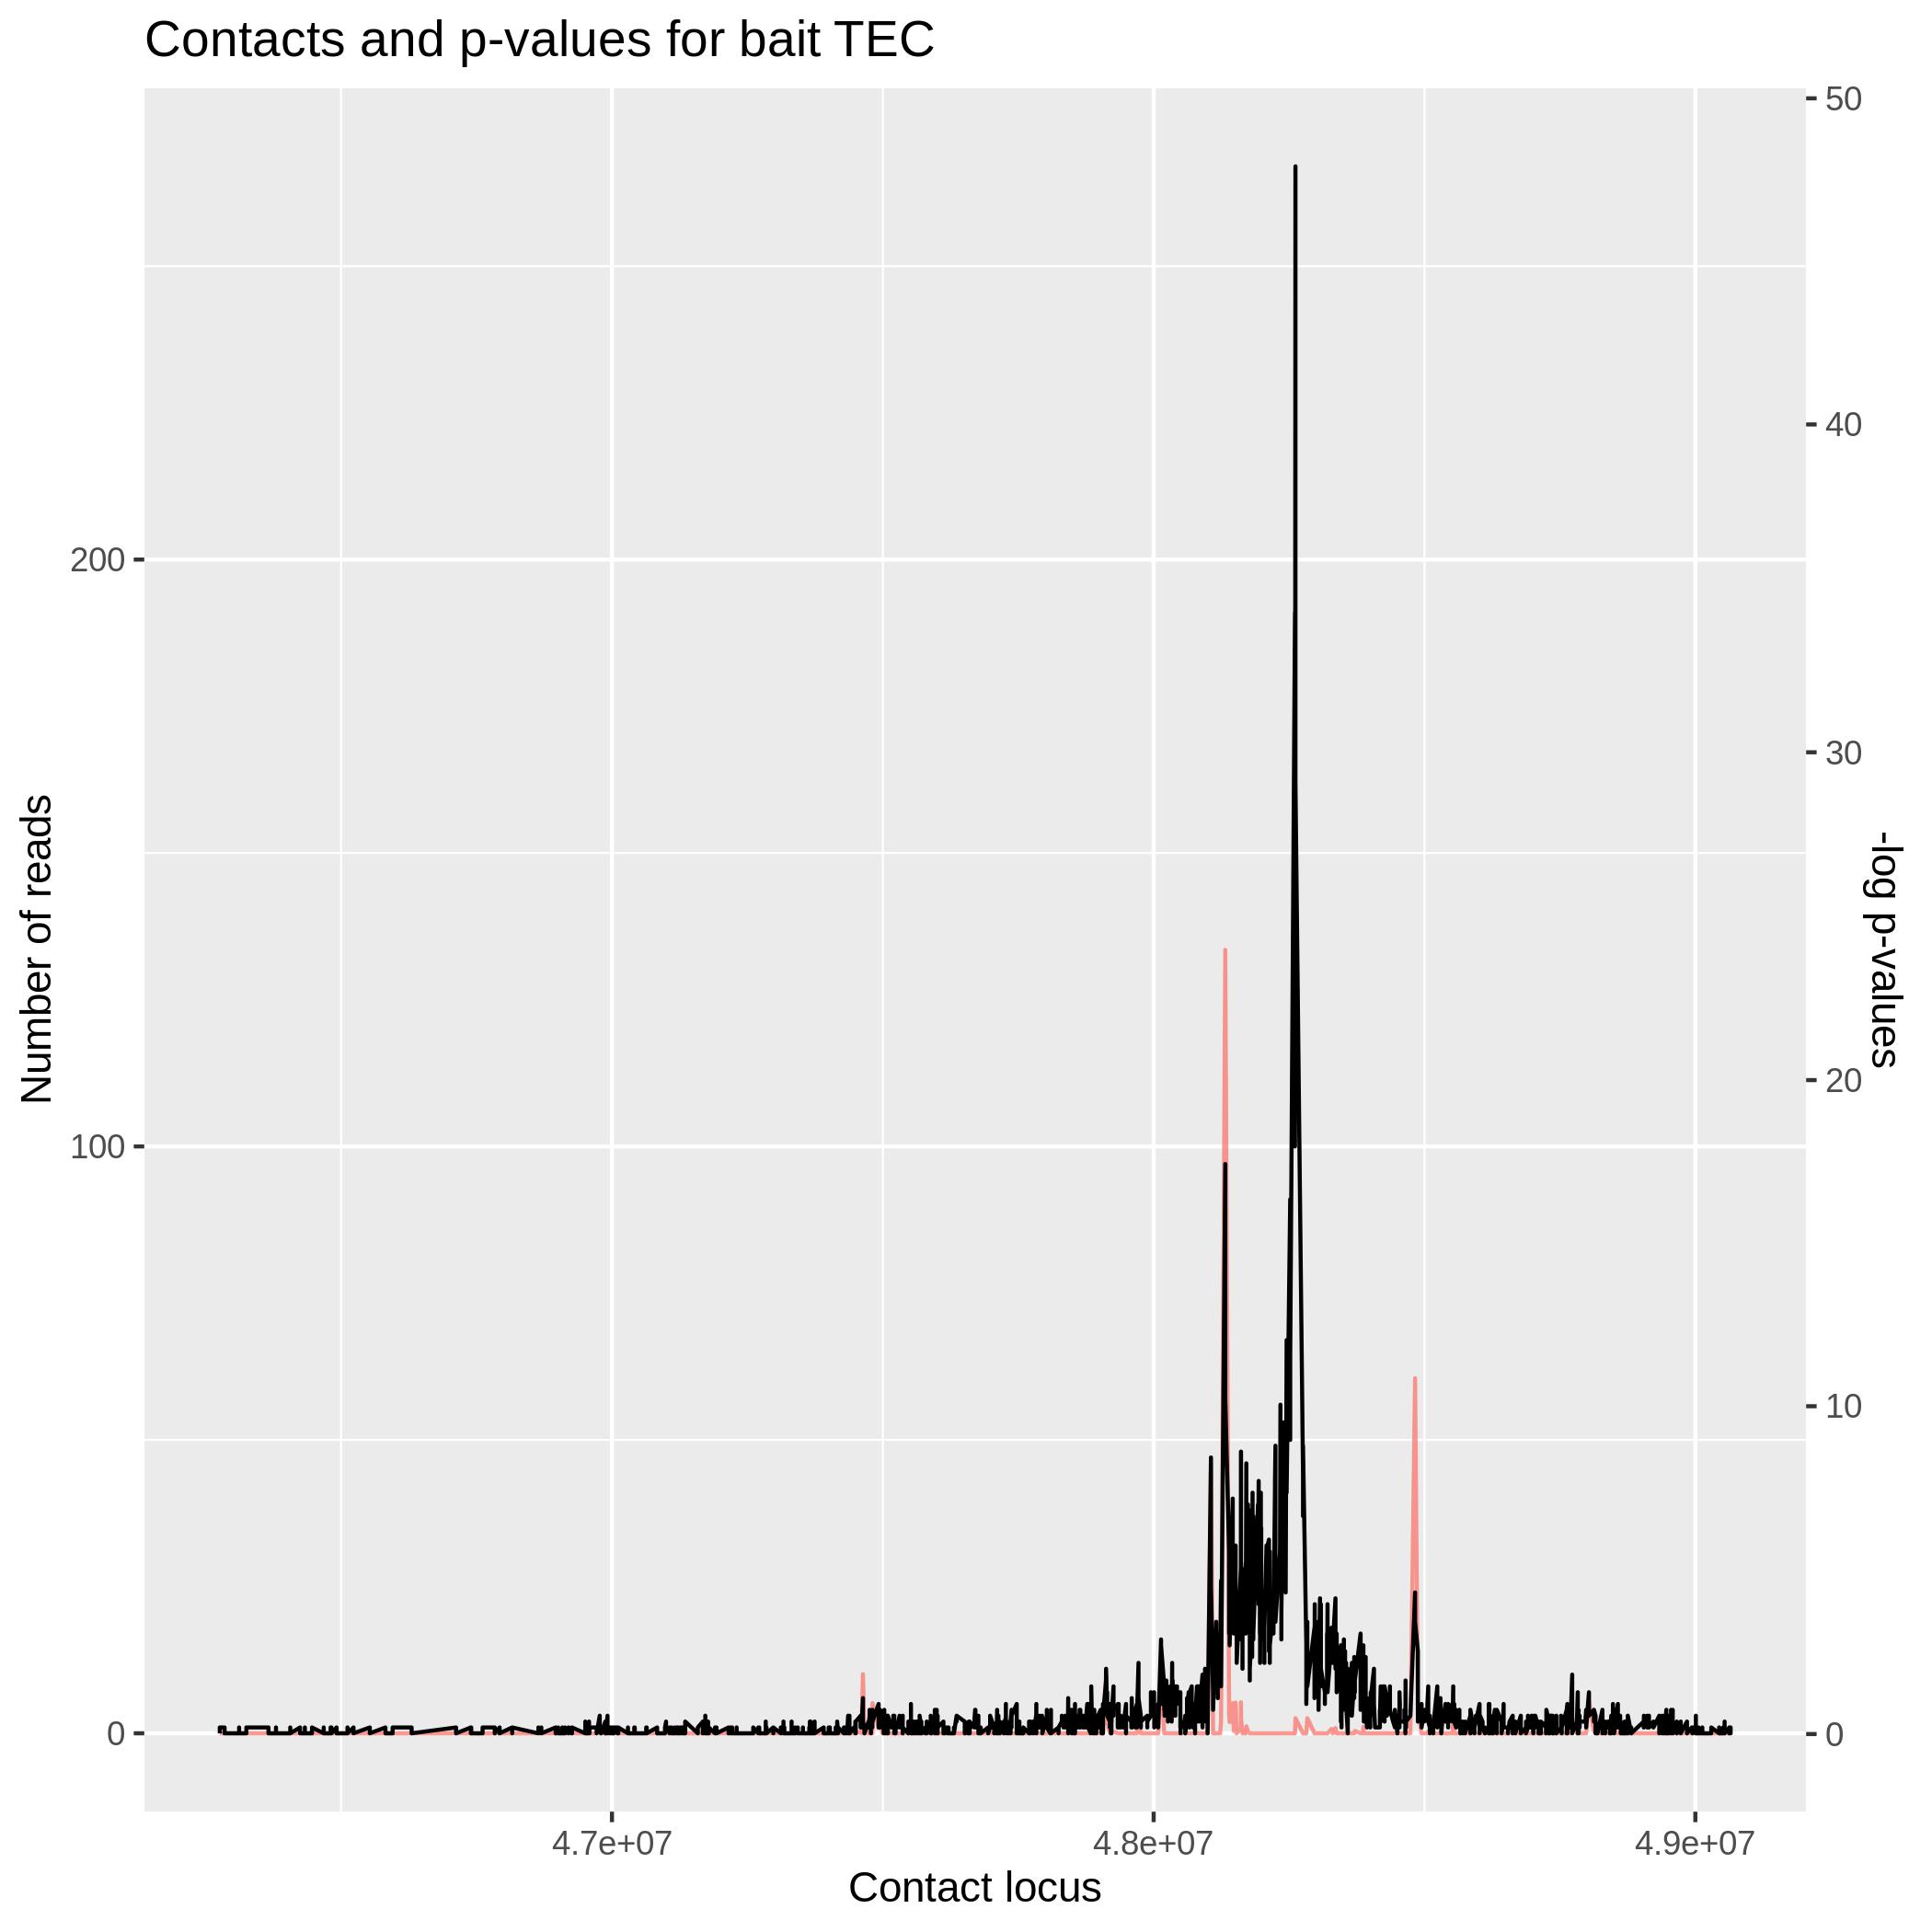 Contacts and p-values for bait TEC
Number of reads
200
100
0
50
40
30
20
10
0
-log p-values
4.7e+07
4.8e+07
4.9e+07
Contact locus